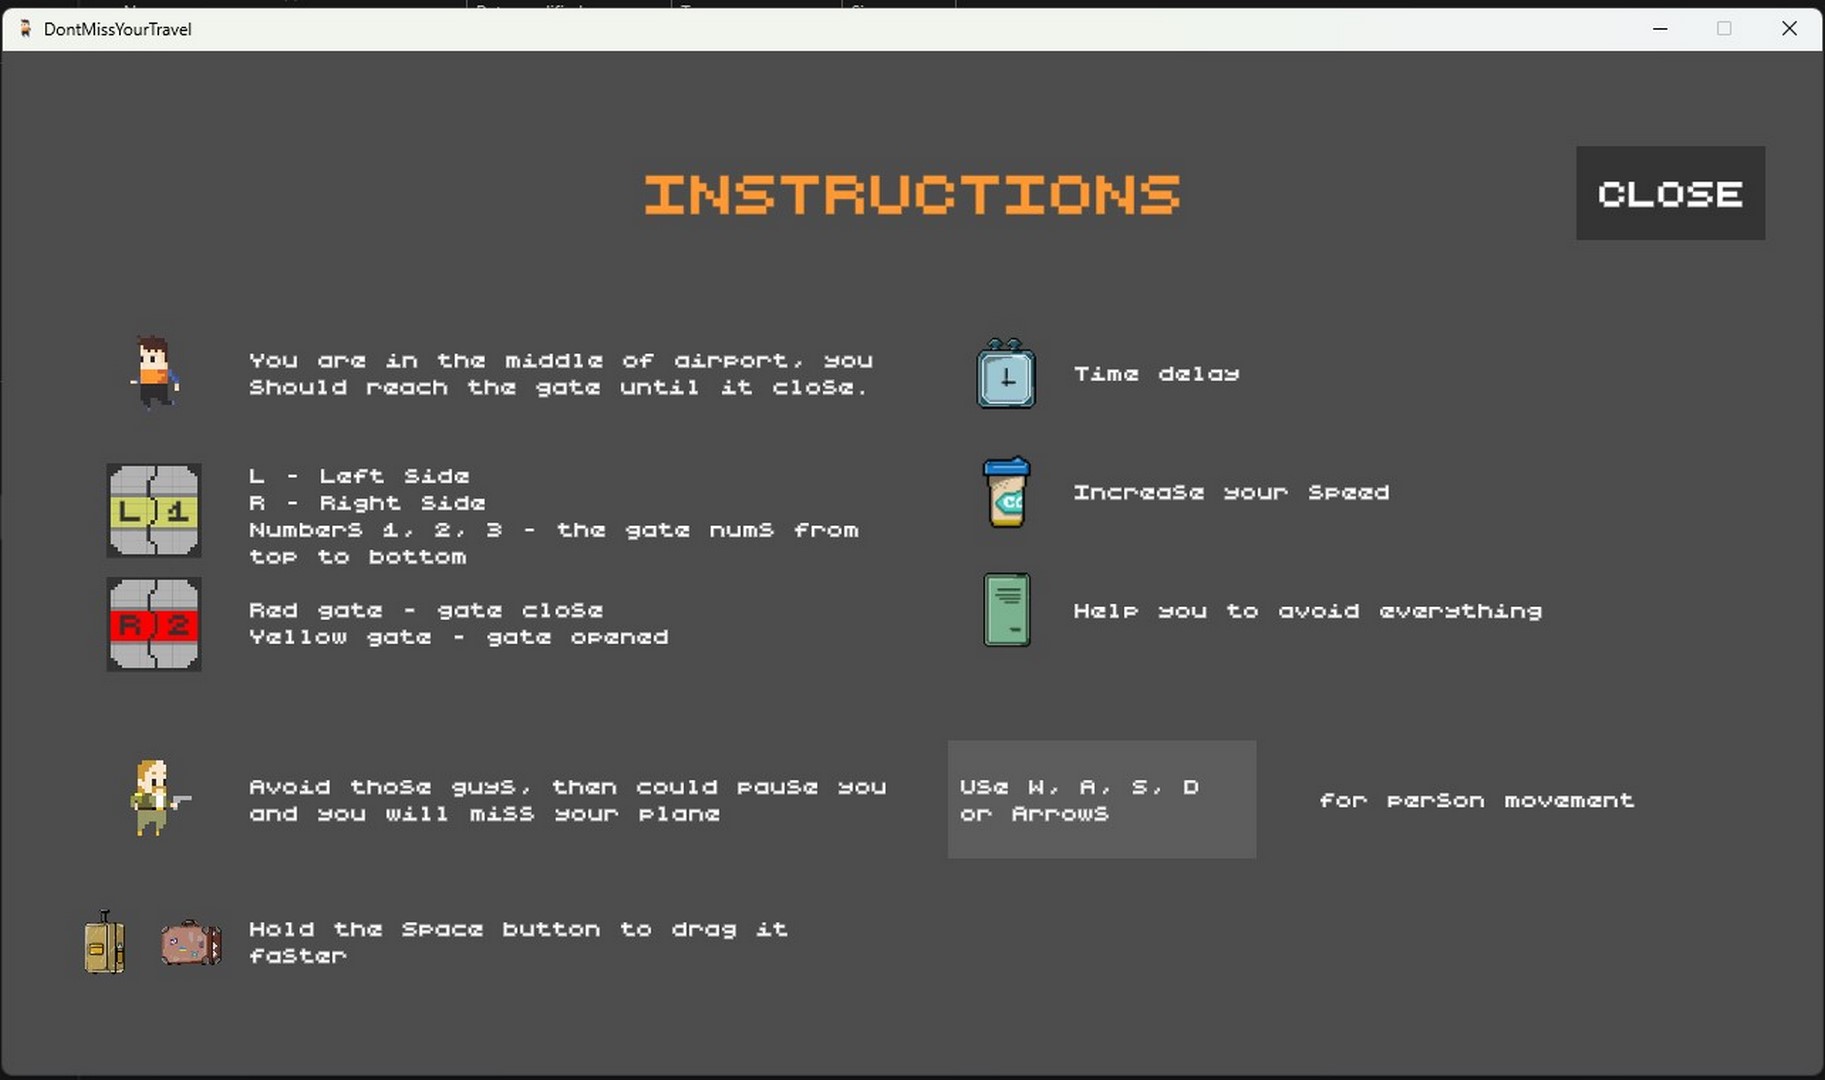 DontMissYourTravel
INSTRUCTIONS
CLOSE
You are in the middle of airport, you
should reach the gate until it close.
L - Left side
R - Right side
Numbers 1, 2, 3 - the gate nums from
top to bottom
L 1
Red gate - gate close
Yellow gate - gate opened
R 2
Avoid those guys, then could pause you
and you will miss your plane
Hold the Space button to drag it
faster
Time delay
Increase your speed
Help you to avoid everything
Use W, A, S, D
or Arrows
for person movement